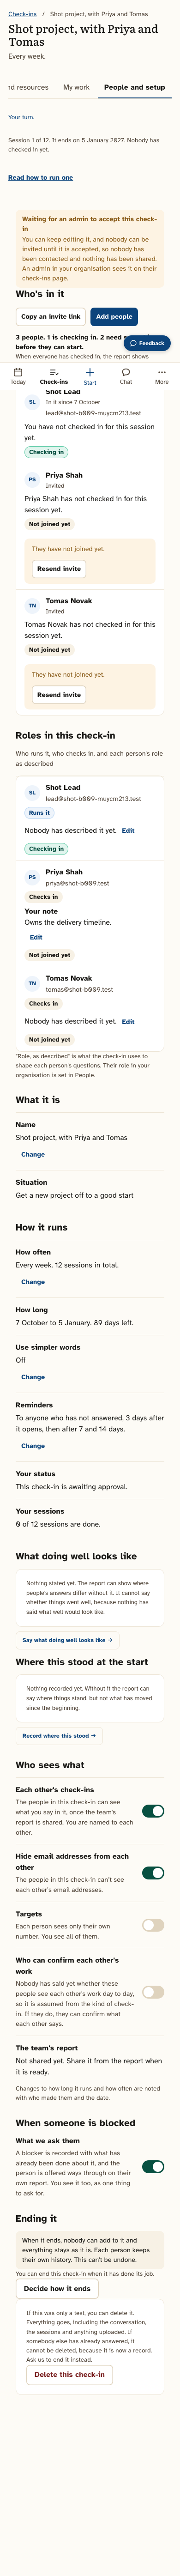 Check-ins / Shot project, with Priya and Thomas
Shot project, with Priya and
Tomas
Every week.
nd resources My work People and setup
Your turn.
Session 1 of 12. It ends on 5 January 2027. Nobody has
checked in yet.
Read how to run one
Waiting for an admin to accept this check-
in
You can keep editing it, and nobody can be
invited until it is accepted, so nobody has
been contacted and nothing has been shared.
An admin in your organisation sees it on their
check-ins page.
Who's in it
Copy an invite link Add people
3 people. 1 is checking in. 2 need
before they can start.
Feedback
When everyone has checked in, the report shows
Today Check-ins Start Chat More
SL Shot Lead
In it since 7 October
lead@shot-b009-muycm213.test
You have not checked in for this session
yet.
Checking in
PS Priya Shah
Invited
Priya Shah has not checked in for this
session yet.
Not joined yet
They have not joined yet.
Resend invite
TN Tomas Novak
Invited
Tomas Novak has not checked in for this
session yet.
Not joined yet
They have not joined yet.
Resend invite
Roles in this check-in
Who runs it, who checks in, and each person's role
as described
SL Shot Lead
lead@shot-b009-muycm213.test
Runs it
Nobody has described it yet. Edit
Checking in
PS Priya Shah
priya@shot-b009.test
Checks in
Your note
Owns the delivery timeline.
Edit
Not joined yet
TN Tomas Novak
tomas@shot-b009.test
Checks in
Nobody has described it yet. Edit
Not joined yet
"Role, as described" is what the check-in uses to
shape each person's questions. Their role in your
organisation is set in People.
What it is
Name
Shot project, with Priya and Tomas
Change
Situation
Get a new project off to a good start
How it runs
How often
Every week. 12 sessions in total.
Change
How long
7 October to 5 January. 89 days left.
Use simpler words
Off
Change
Reminders
To anyone who has not answered, 3 days after
it opens, then after 7 and 14 days.
Change
Your status
This check-in is awaiting approval.
Your sessions
0 of 12 sessions are done.
What doing well looks like
Nothing stated yet. The report can show where
people's answers differ without it. It cannot say
whether things went well, because nothing has
said what well would look like.
Say what doing well looks like →
Where this stood at the start
Nothing recorded yet. Without it the report can
say where things stand, but not what has moved
since the beginning.
Record where this stood →
Who sees what
Each other's check-ins
The people in this check-in can see
what you say in it, once the team's
report is shared. You are named to each
other.
Hide email addresses from each
other
The people in this check-in can't see
each other's email addresses.
Targets
Each person sees only their own
number. You see all of them.
Who can confirm each other's
work
Nobody has said yet whether these
people see each other's work day to day,
so it is assumed from the kind of check-
in. If they do, they can confirm what
each other says.
The team's report
Not shared yet. Share it from the report when
it is ready.
Changes to how long it runs and how often are noted
with who made them and the date.
When someone is blocked
What we ask them
A blocker is recorded with what has
already been done about it, and the
person is offered ways through on their
own report. You see it too, as one thing
to ask for.
Ending it
When it ends, nobody can add to it and
everything stays as it is. Each person keeps
their own history. This can't be undone.
You can end this check-in when it has done its job.
Decide how it ends
If this was only a test, you can delete it.
Everything goes, including the conversation,
the sessions and anything uploaded. If
somebody else has already answered, it
cannot be deleted, because it is now a record.
Ask us to end it instead.
Delete this check-in